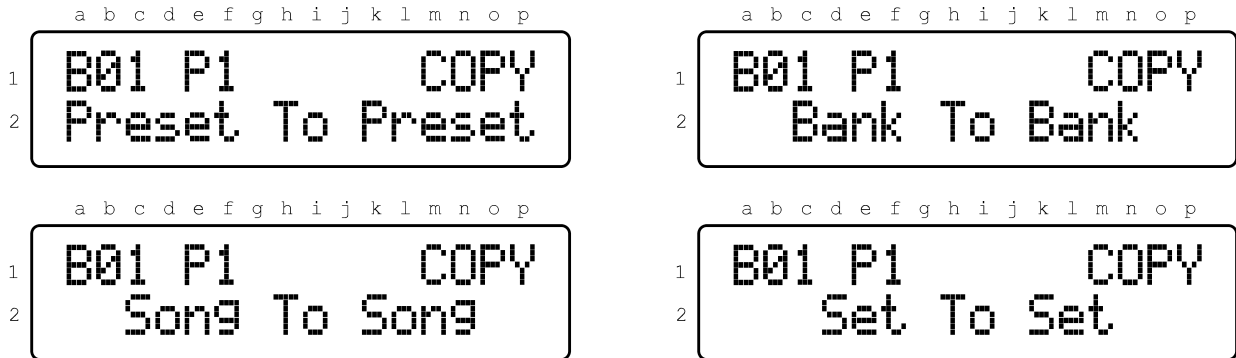 a b c d e f g h i j k l m n o p
1 B01 P1 COPY
2 Preset To Preset
a b c d e f g h i j k l m n o p
1 B01 P1 COPY
2 Bank To Bank
a b c d e f g h i j k l m n o p
1 B01 P1 COPY
2 Song To Song
a b c d e f g h i j k l m n o p
1 B01 P1 COPY
2 Set To Set